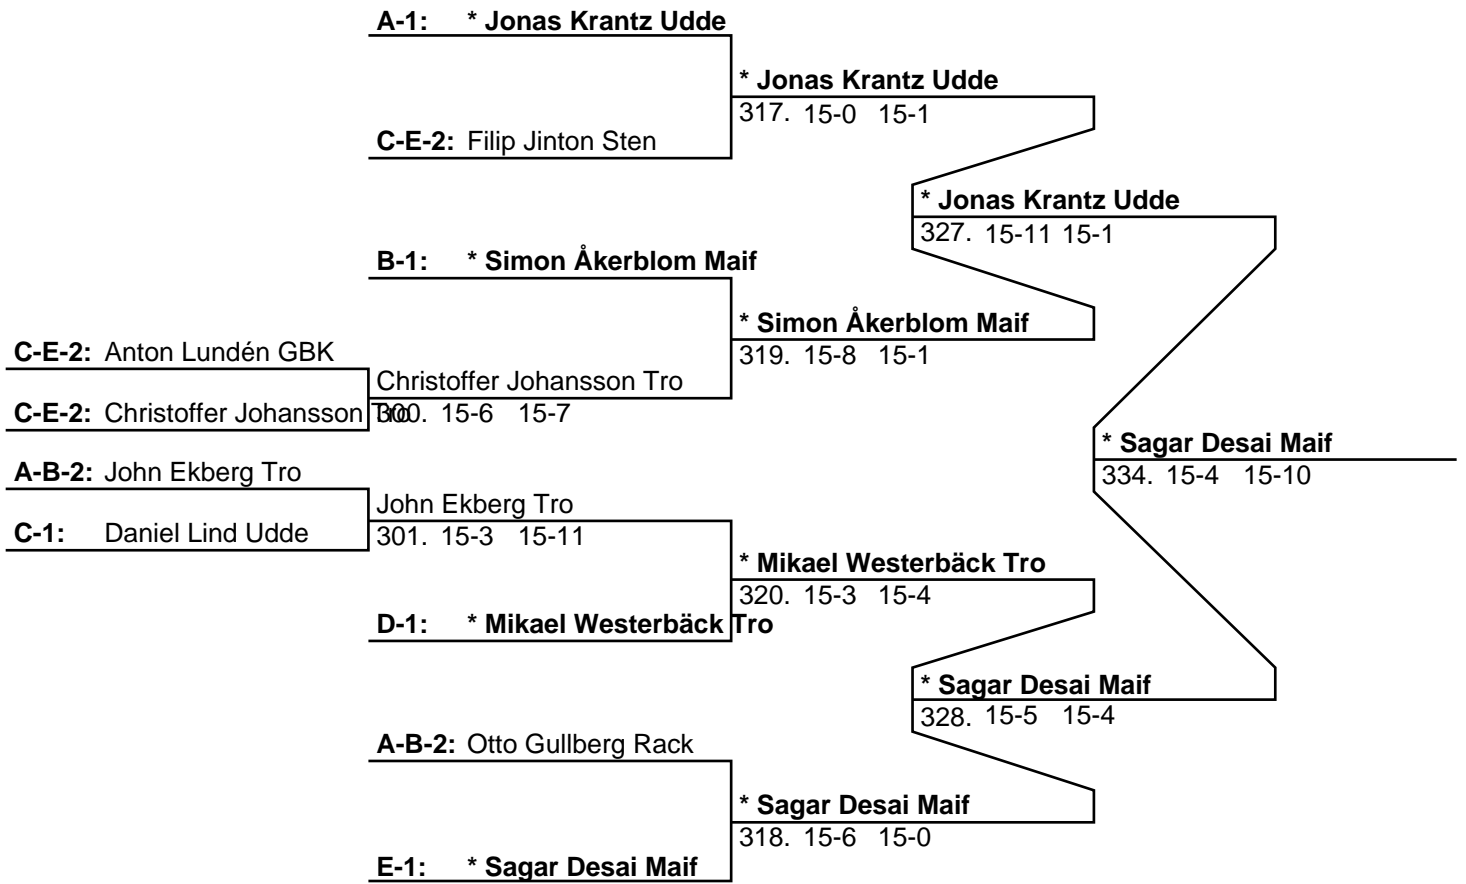 A-1: * Jonas Krantz Udde
* Jonas Krantz Udde
317. 15-0 15-1
C-E-2: Filip Jinton Sten
* Jonas Krantz Udde
327. 15-11 15-1
B-1: * Simon Åkerblom Maif
* Simon Åkerblom Maif
319. 15-8 15-1
C-E-2: Anton Lundén GBK
Christoffer Johansson Tro
300. 15-6 15-7
C-E-2: Christoffer Johansson Tro
* Sagar Desai Maif
334. 15-4 15-10
A-B-2: John Ekberg Tro
John Ekberg Tro
301. 15-3 15-11
C-1: Daniel Lind Udde
* Mikael Westerbäck Tro
320. 15-3 15-4
D-1: * Mikael Westerbäck Tro
* Sagar Desai Maif
328. 15-5 15-4
A-B-2: Otto Gullberg Rack
* Sagar Desai Maif
318. 15-6 15-0
E-1: * Sagar Desai Maif